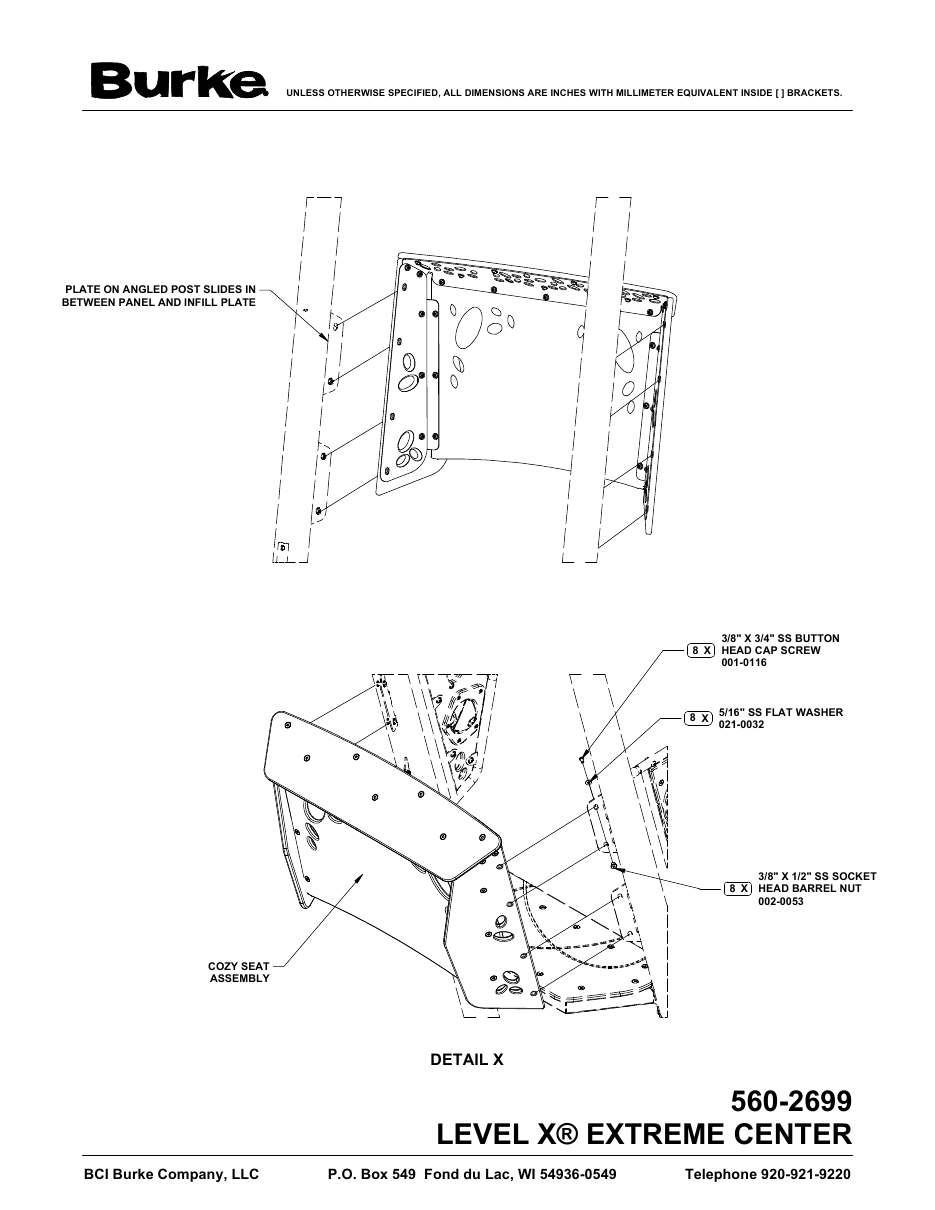 Burke
UNLESS OTHERWISE SPECIFIED, ALL DIMENSIONS ARE INCHES WITH MILLIMETER EQUIVALENT INSIDE [ ] BRACKETS.
PLATE ON ANGLED POST SLIDES IN
BETWEEN PANEL AND INFILL PLATE
8 X
3/8" X 3/4" SS BUTTON
HEAD CAP SCREW
001-0116
8 X
5/16" SS FLAT WASHER
021-0032
8 X
3/8" X 1/2" SS SOCKET
HEAD BARREL NUT
002-0053
COZY SEAT
ASSEMBLY
DETAIL X
560-2699
LEVEL X® EXTREME CENTER
BCI Burke Company, LLC P.O. Box 549 Fond du Lac, WI 54936-0549 Telephone 920-921-9220